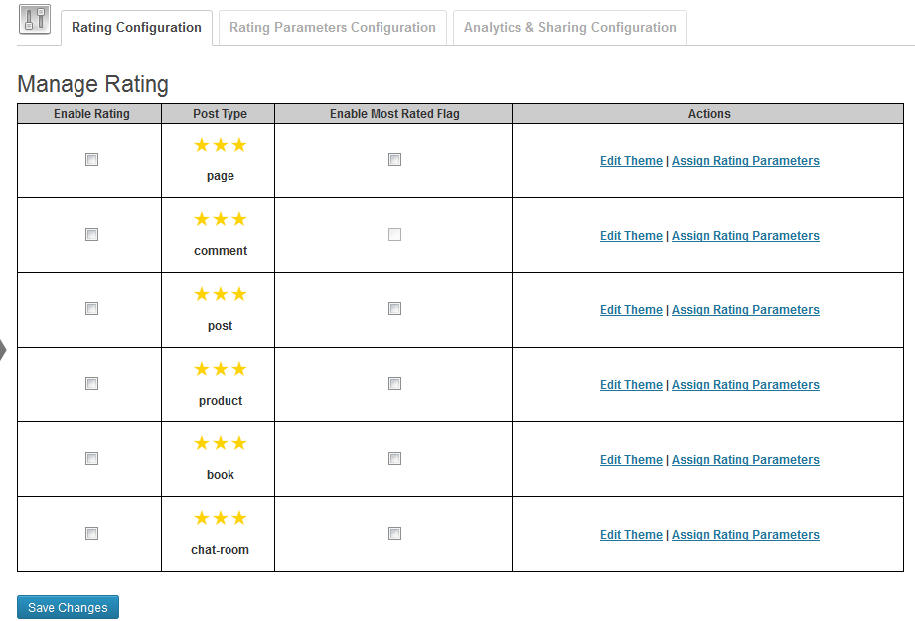 Rating Configuration Rating Parameters Configuration Analytics & Sharing Configuration
Manage Rating
Enable Rating Post Type Enable Most Rated Flag Actions
page
Edit Theme | Assign Rating Parameters
comment
Edit Theme | Assign Rating Parameters
post
Edit Theme | Assign Rating Parameters
product
Edit Theme | Assign Rating Parameters
book
Edit Theme | Assign Rating Parameters
chat-room
Edit Theme | Assign Rating Parameters
Save Changes